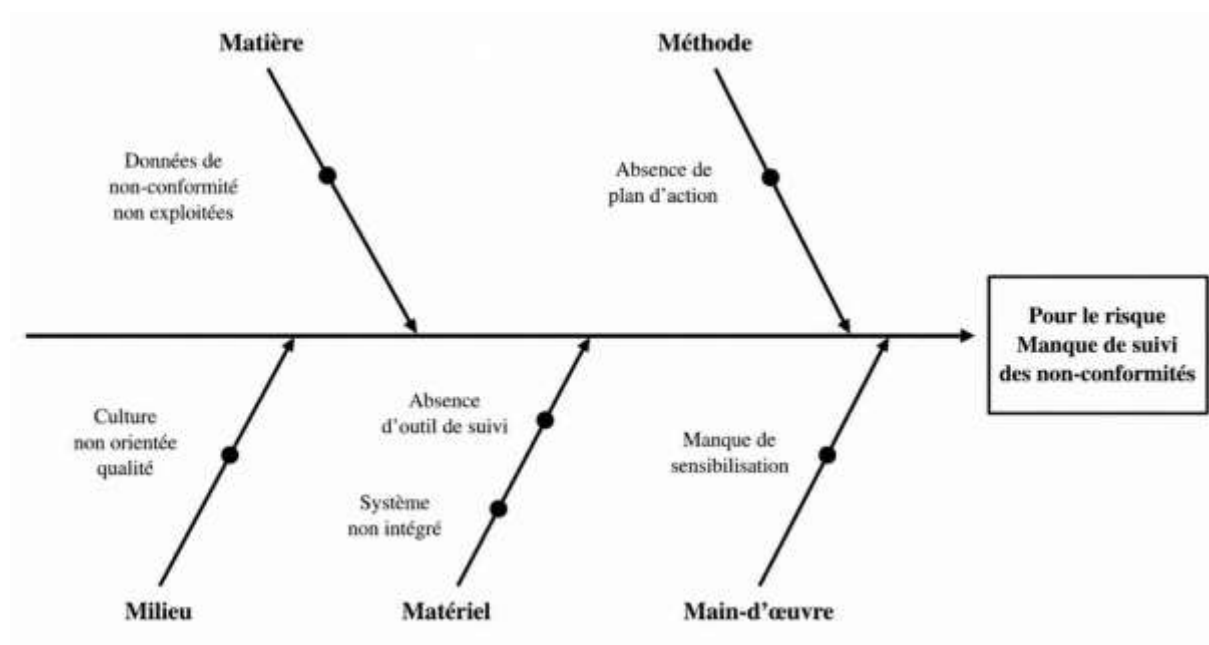 Matière
Méthode
Données de
non-conformité
non exploitées
Absence de
plan d’action
Pour le risque
Manque de suivi
des non-conformités
Culture
non orientée
qualité
Absence
d’outil de suivi
Système
non intégré
Manque de
sensibilisation
Milieu
Matériel
Main-d’œuvre